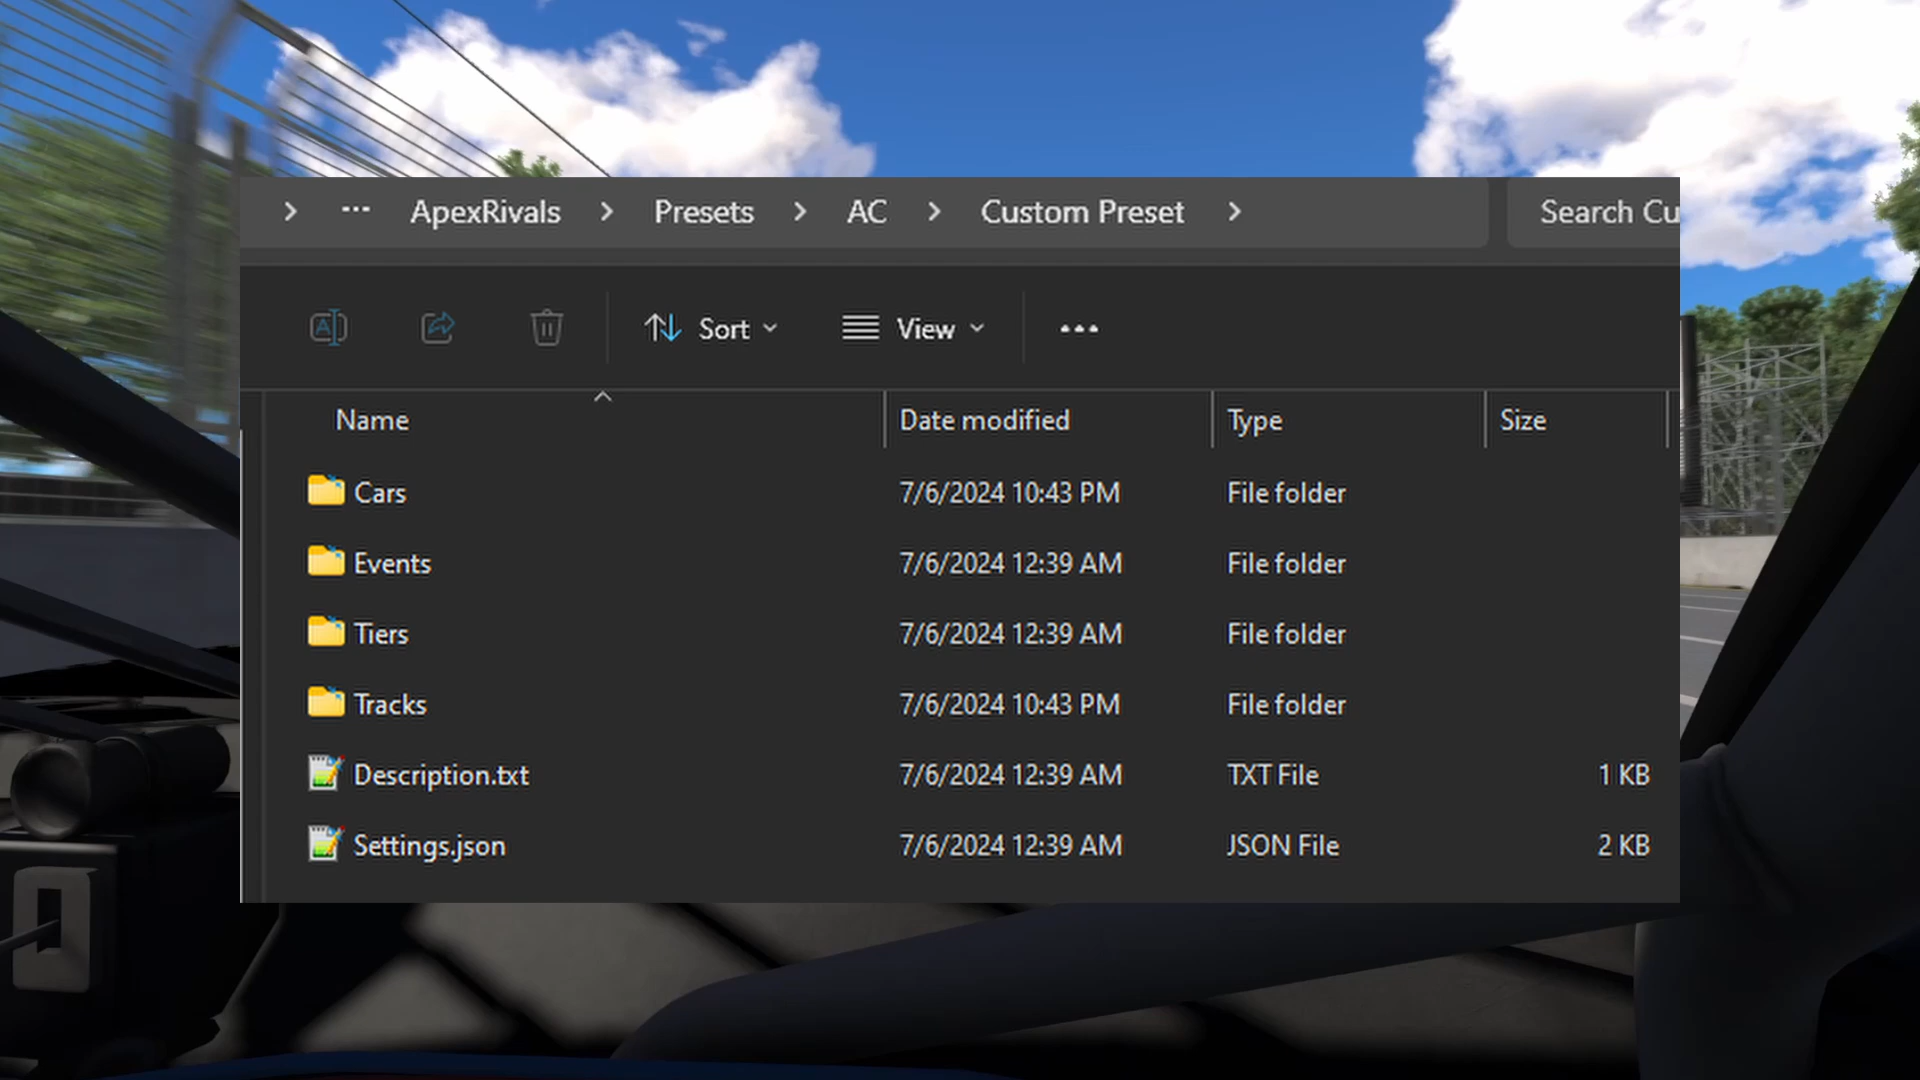 > ... ApexRivals > Presets > AC > Custom Preset > Search Cu
Sort View ...
Name Date modified Type Size
Cars 7/6/2024 10:43 PM File folder
Events 7/6/2024 12:39 AM File folder
Tiers 7/6/2024 12:39 AM File folder
Tracks 7/6/2024 10:43 PM File folder
Description.txt 7/6/2024 12:39 AM TXT File 1 KB
Settings.json 7/6/2024 12:39 AM JSON File 2 KB